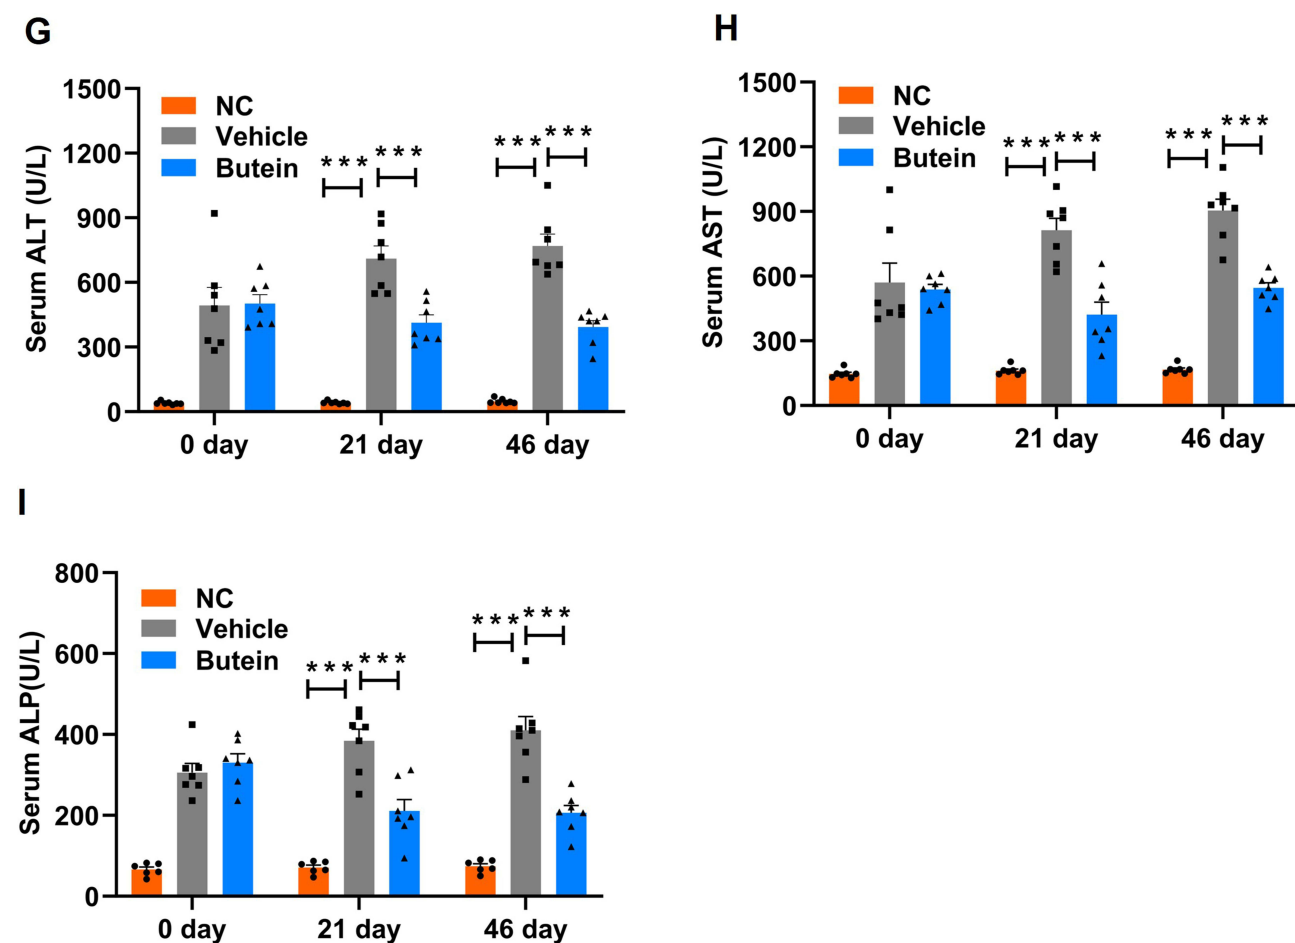 G
Serum ALT (U/L)
1500
1200
900
600
300
0
NC
Vehicle
Butein
*** ***
*** ***
0 day 21 day 46 day
H
Serum AST (U/L)
1500
1200
900
600
300
0
NC
Vehicle
Butein
*** ***
*** ***
0 day 21 day 46 day
I
Serum ALP(U/L)
800
600
400
200
0
NC
Vehicle
Butein
*** ***
*** ***
0 day 21 day 46 day